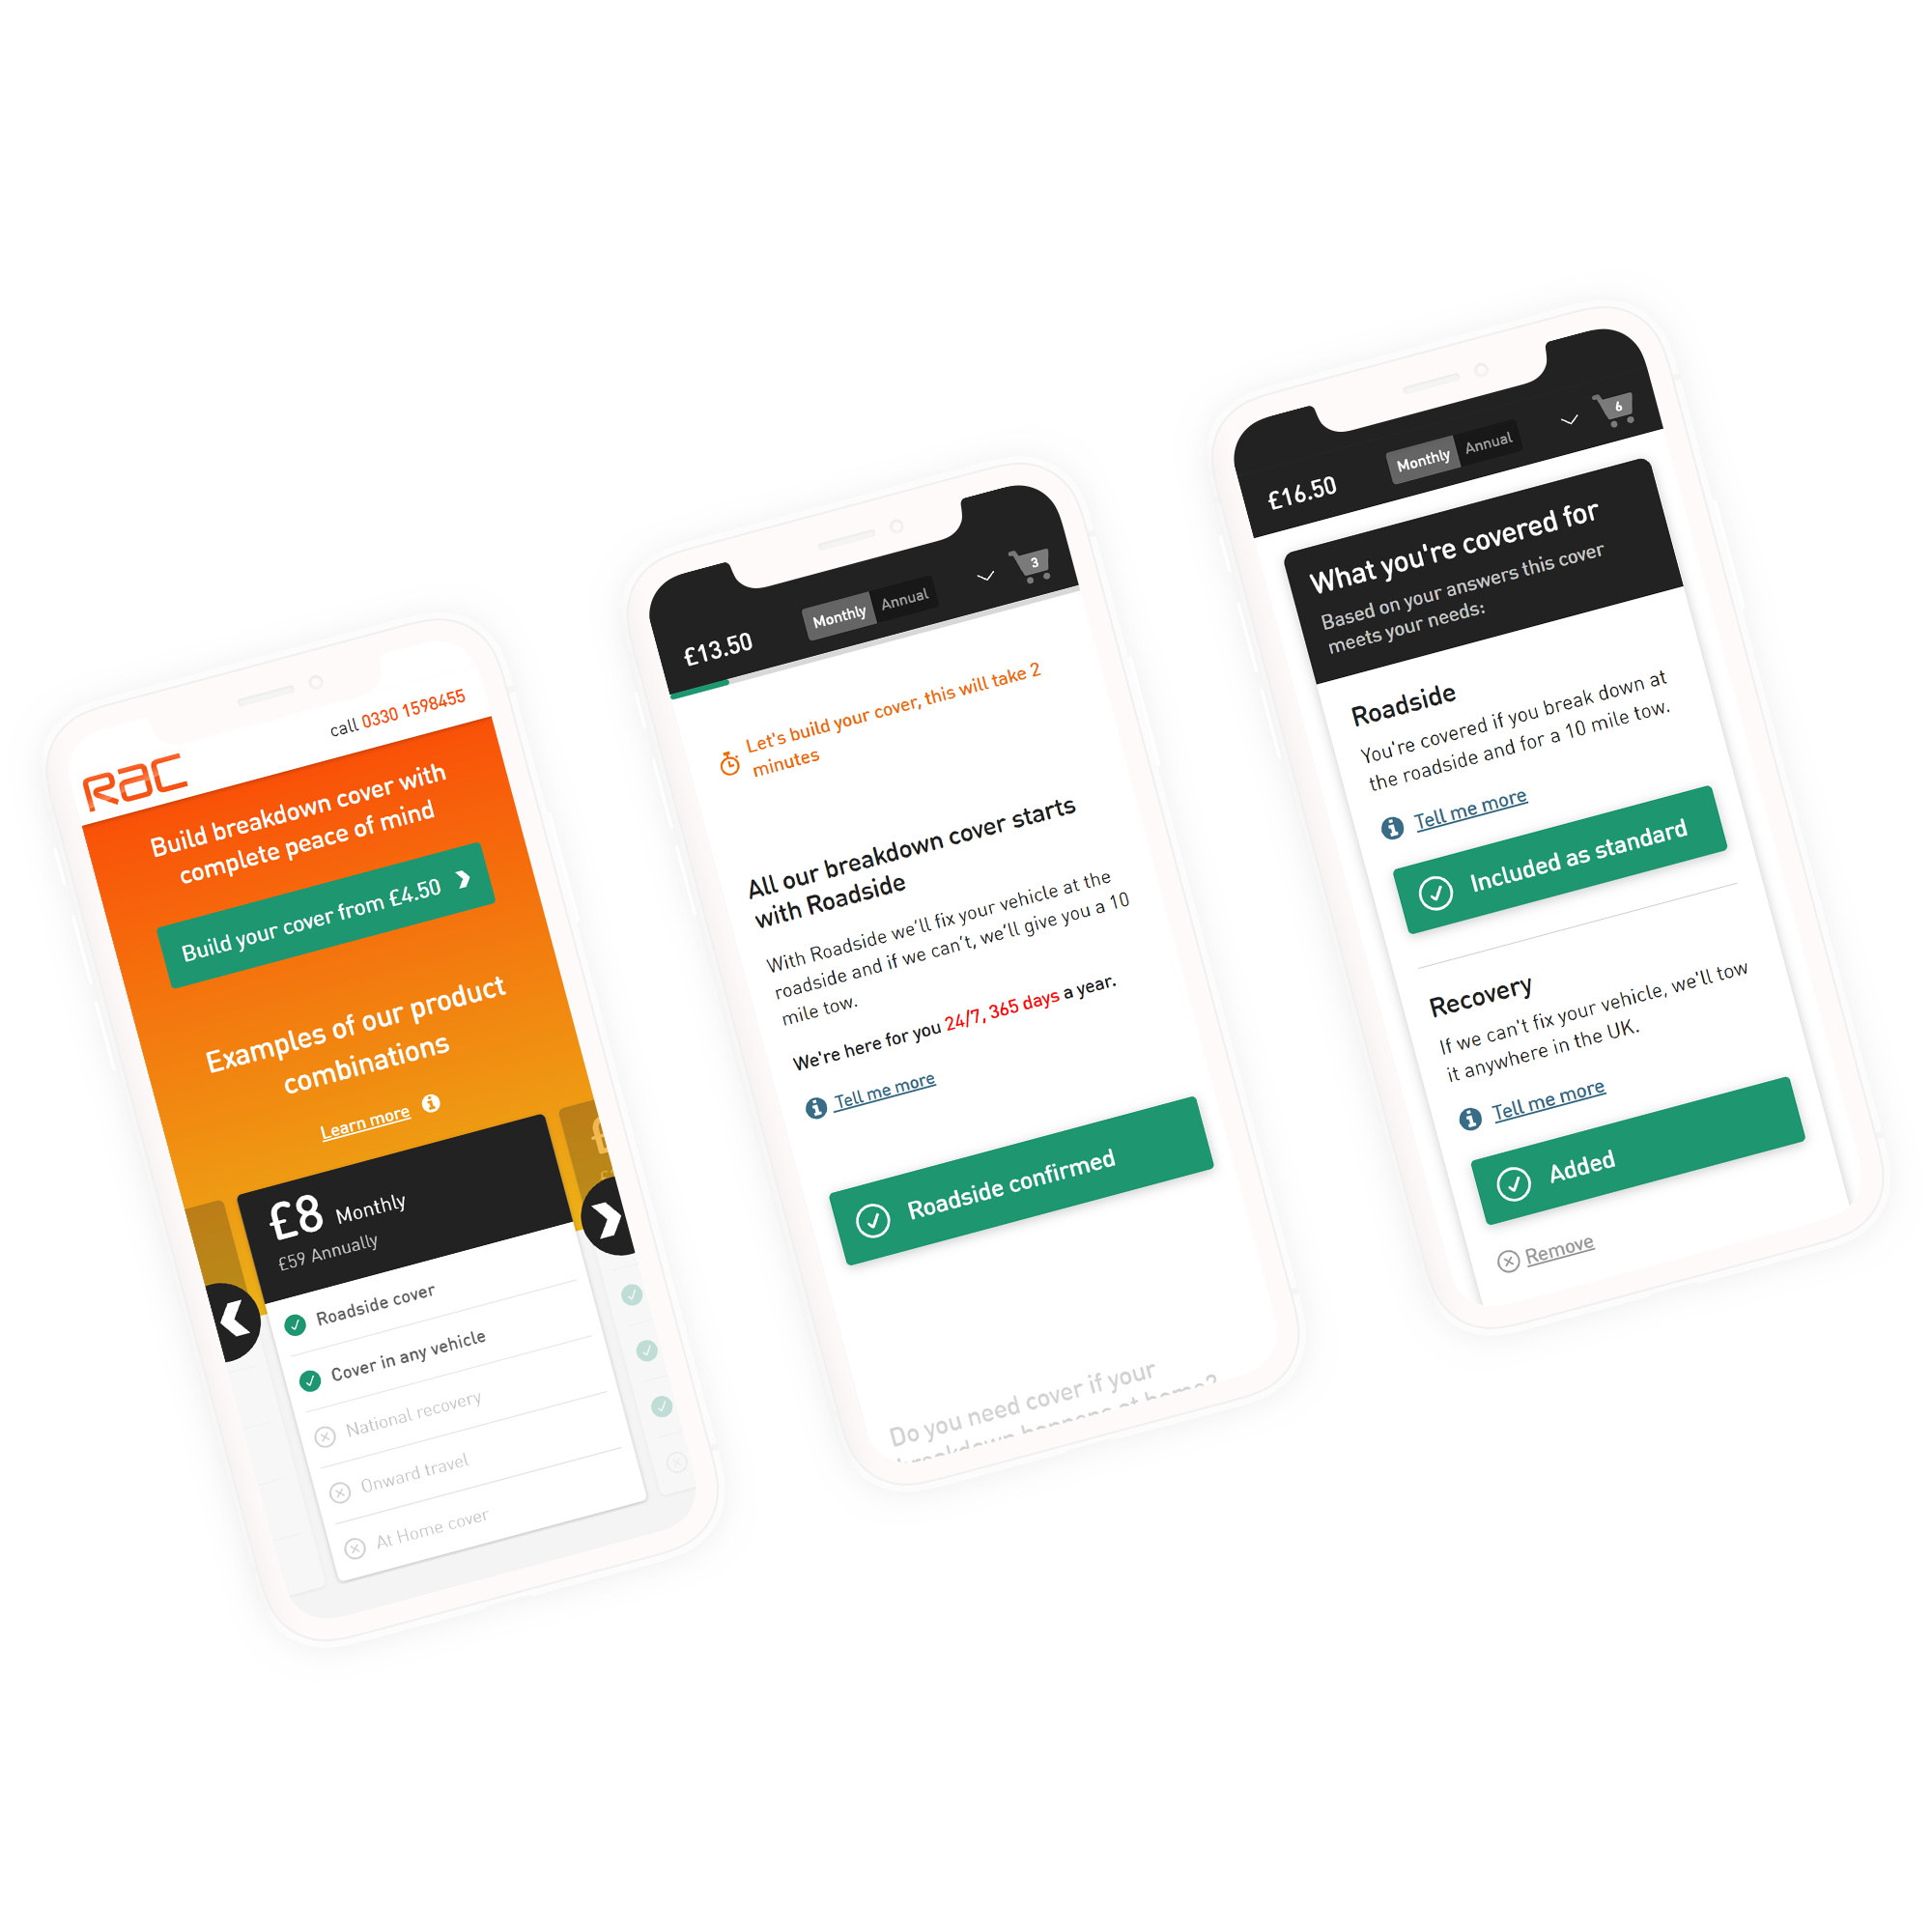 RAC
call 0330 1598455
Build breakdown cover with
complete peace of mind
Build your cover from £4.50
Examples of our product
combinations
Learn more
£8 Monthly
£59 Annually
Roadside cover
Cover in any vehicle
National recovery
Onward travel
At Home cover
£13.50
Monthly
Annual
3
Let's build your cover, this will take 2
minutes
All our breakdown cover starts
with Roadside
With Roadside we'll fix your vehicle at the
roadside and if we can't, we'll give you a 10
mile tow.
We're here for you 24/7, 365 days a year.
Tell me more
Roadside confirmed
Do you need cover if your
breakdown happens at home?
£16.50
Monthly
Annual
6
What you're covered for
Based on your answers this cover
meets your needs:
Roadside
You're covered if you break down at
the roadside and for a 10 mile tow.
Tell me more
Included as standard
Recovery
If we can't fix your vehicle, we'll tow
it anywhere in the UK.
Tell me more
Added
Remove